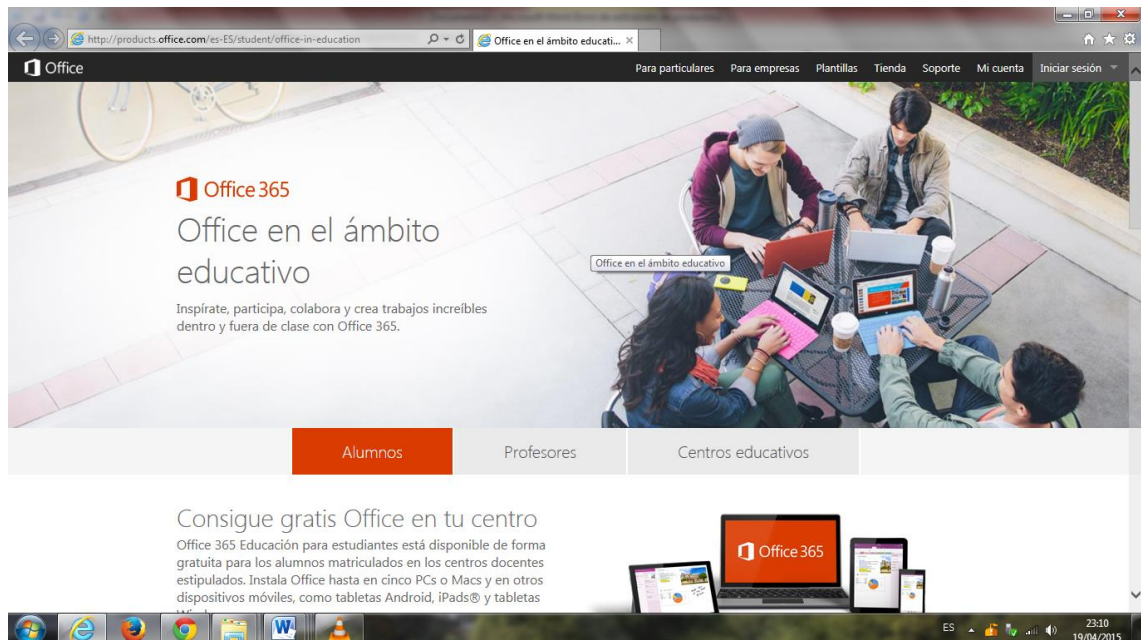 http://products.office.com/es-ES/student/office-in-education
Office en el ámbito educati...
Office
Para particulares Para empresas Plantillas Tienda Soporte Mi cuenta Iniciar sesión
Office 365
Office en el ámbito
educativo
Office en el ámbito educativo
Inspírate, participa, colabora y crea trabajos increíbles
dentro y fuera de clase con Office 365.
Alumnos Profesores Centros educativos
Consigue gratis Office en tu centro
Office 365 Educación para estudiantes está disponible de forma
gratuita para los alumnos matriculados en los centros docentes
estipulados. Instala Office hasta en cinco PCs o Macs y en otros
dispositivos móviles, como tabletas Android, iPads® y tabletas
Office 365
ES
23:10
19/04/2015